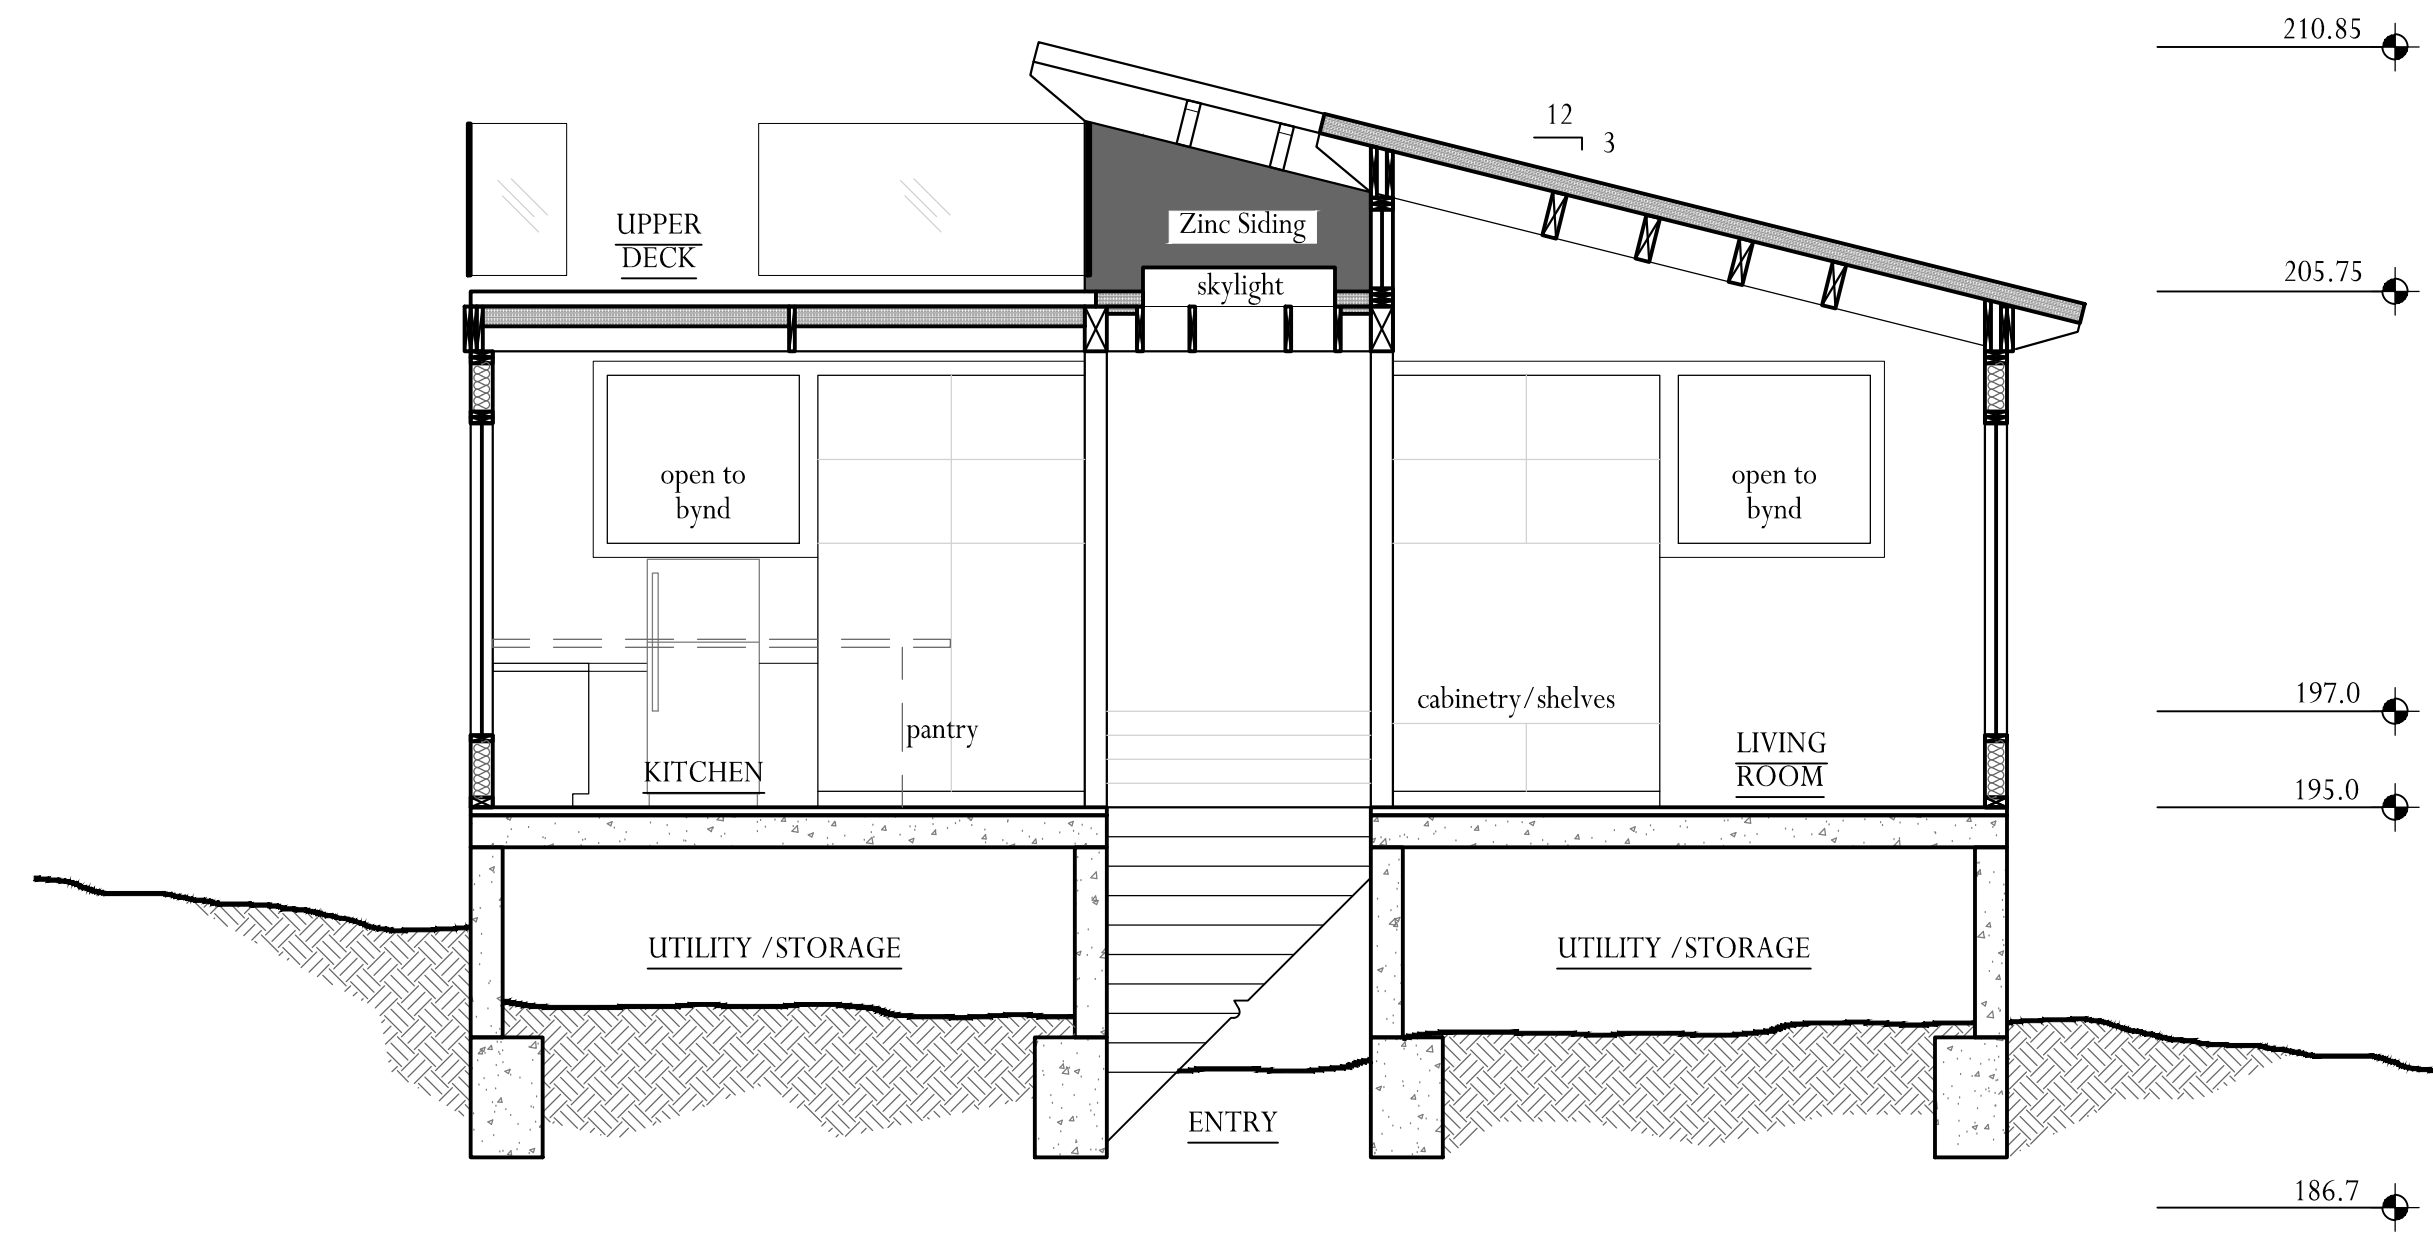 210.85
12
3
UPPER
DECK
Zinc Siding
skylight
205.75
open to
bynd
open to
bynd
cabinetry/shelves
197.0
pantry
KITCHEN
LIVING
ROOM
195.0
UTILITY /STORAGE
UTILITY /STORAGE
ENTRY
186.7